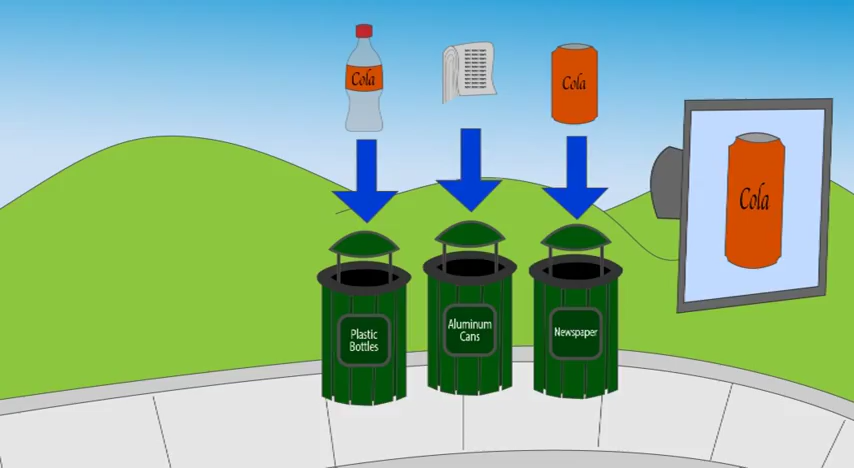 Cola
Cola
Cola
Plastic
Bottles
Aluminum
Cans
Newspaper